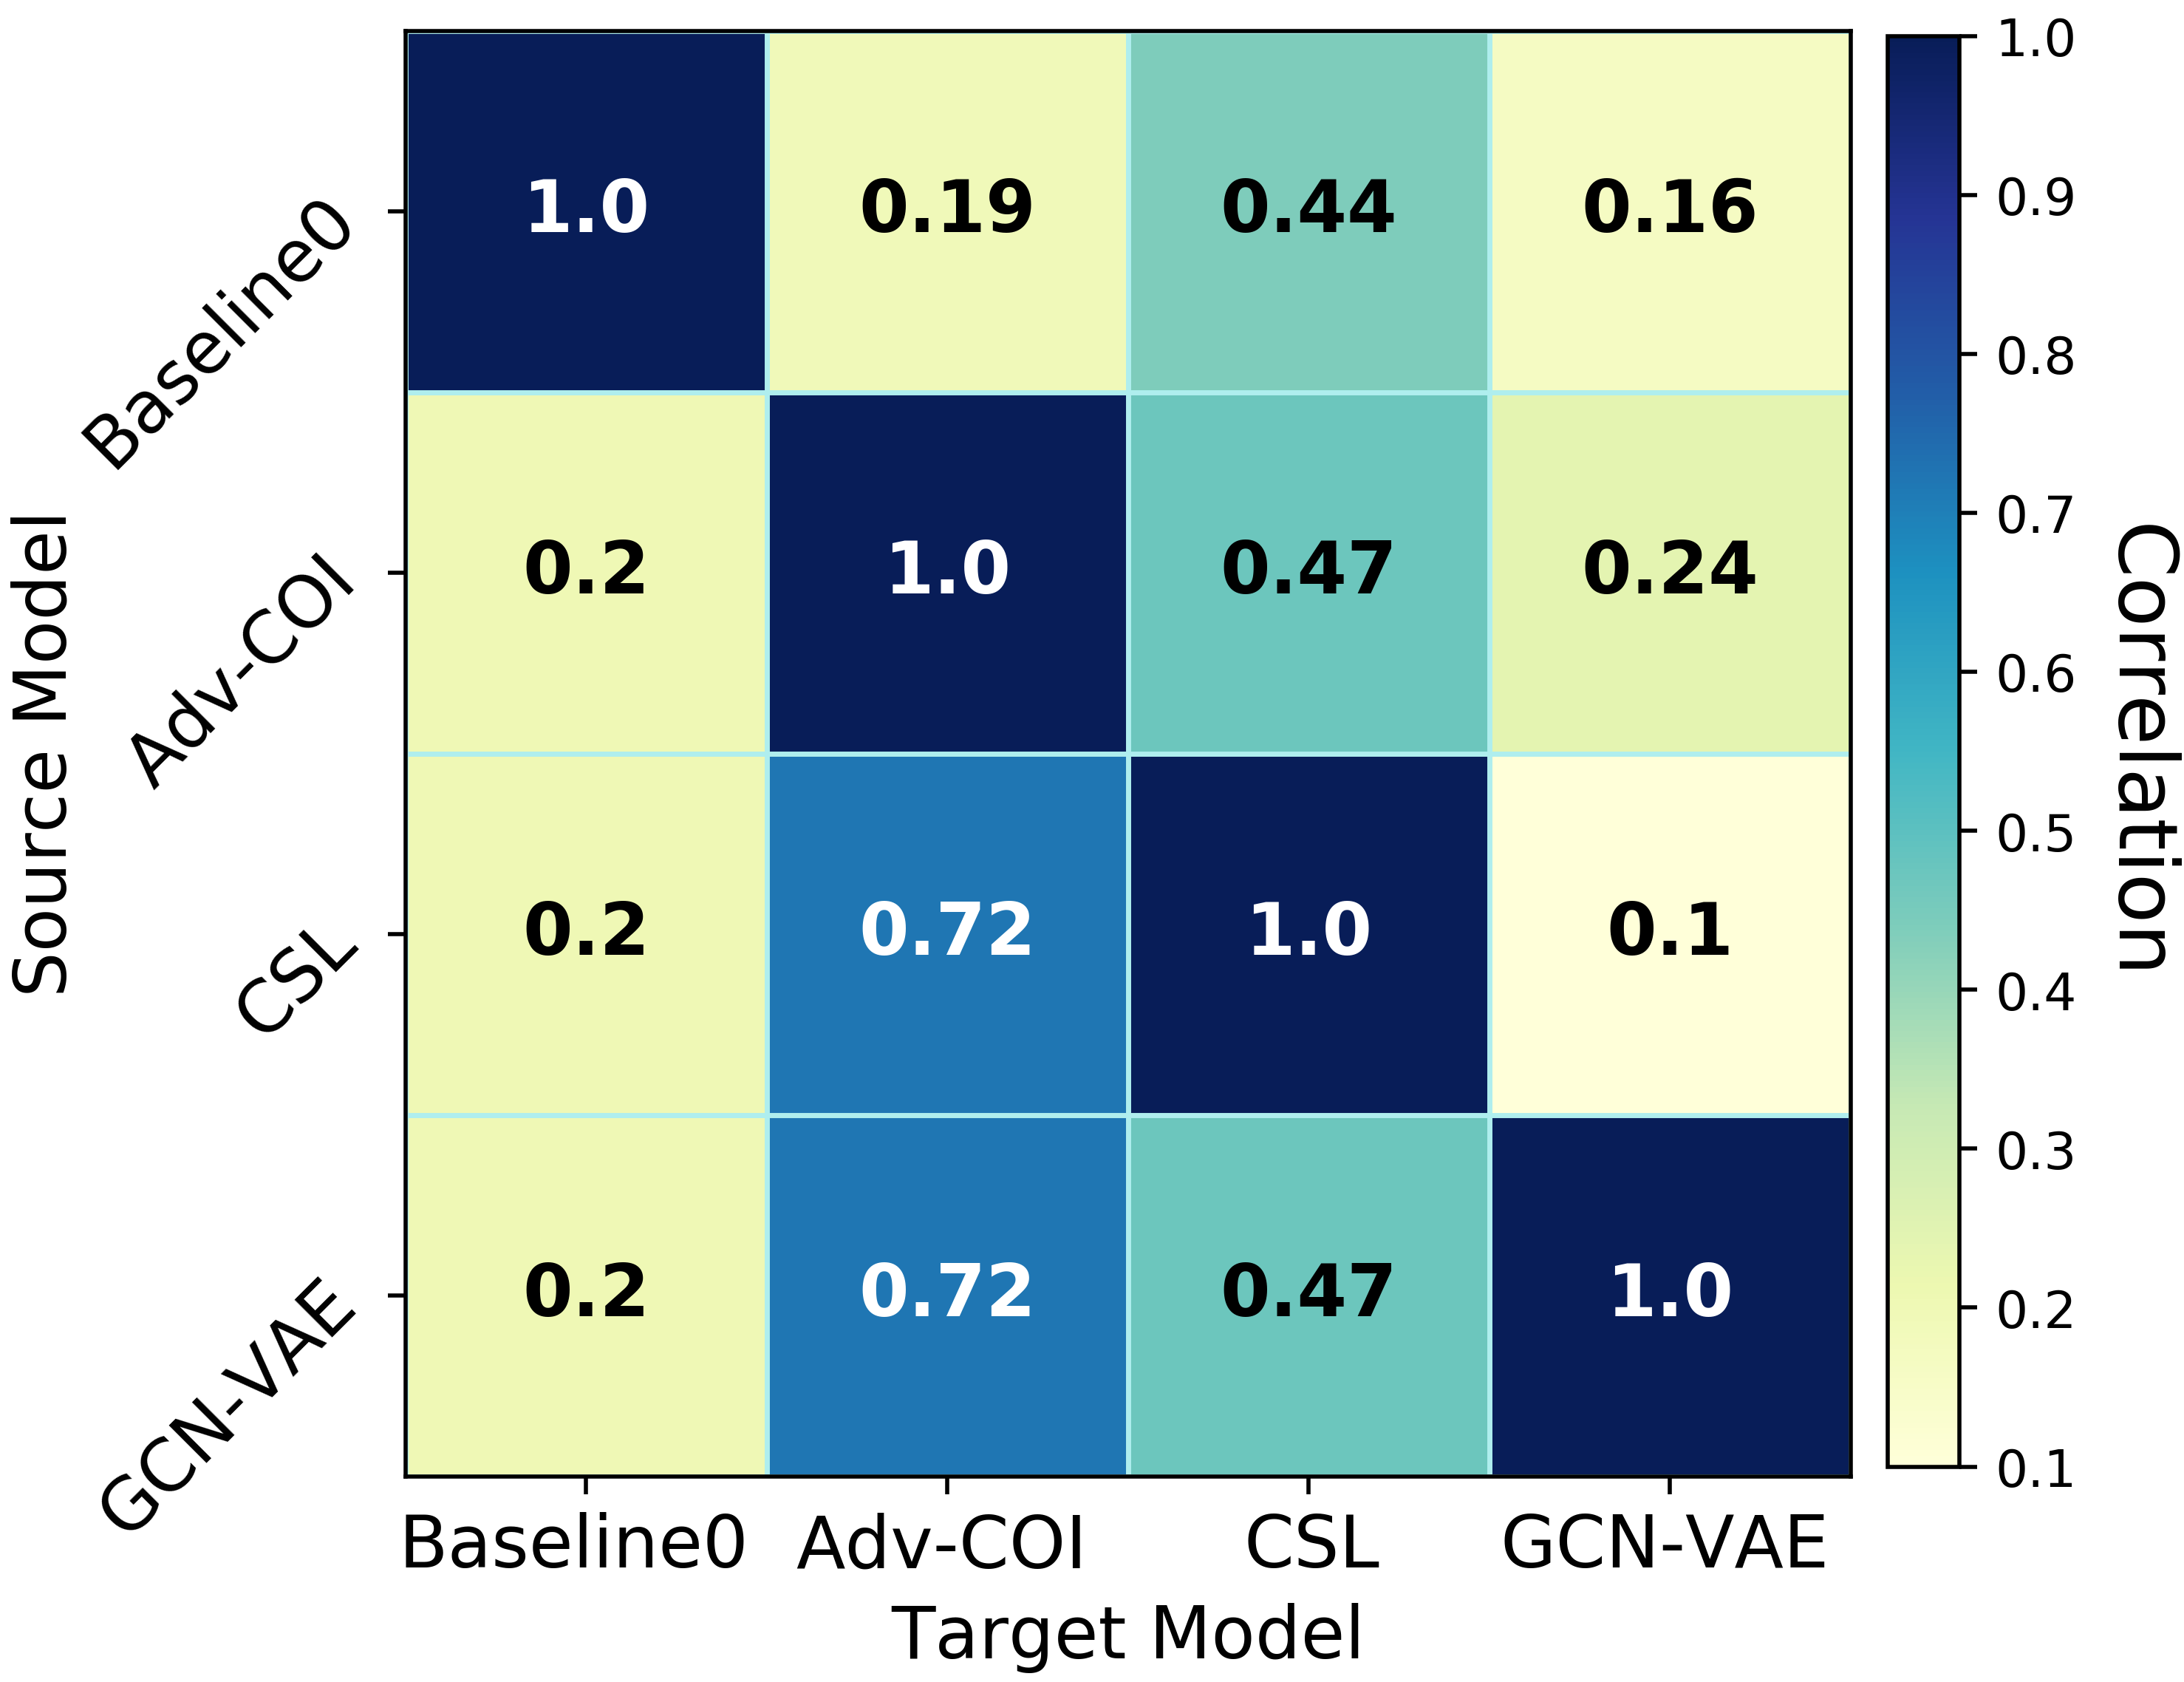 Source Model
Baseline0
Adv-COI
CSL
GCN-VAE
1.0 0.19 0.44 0.16
0.2 1.0 0.47 0.24
0.2 0.72 1.0 0.1
0.2 0.72 0.47 1.0
Baseline0 Adv-COI CSL GCN-VAE
Target Model
1.0
0.9
0.8
0.7
0.6
0.5
0.4
0.3
0.2
0.1
Correlation